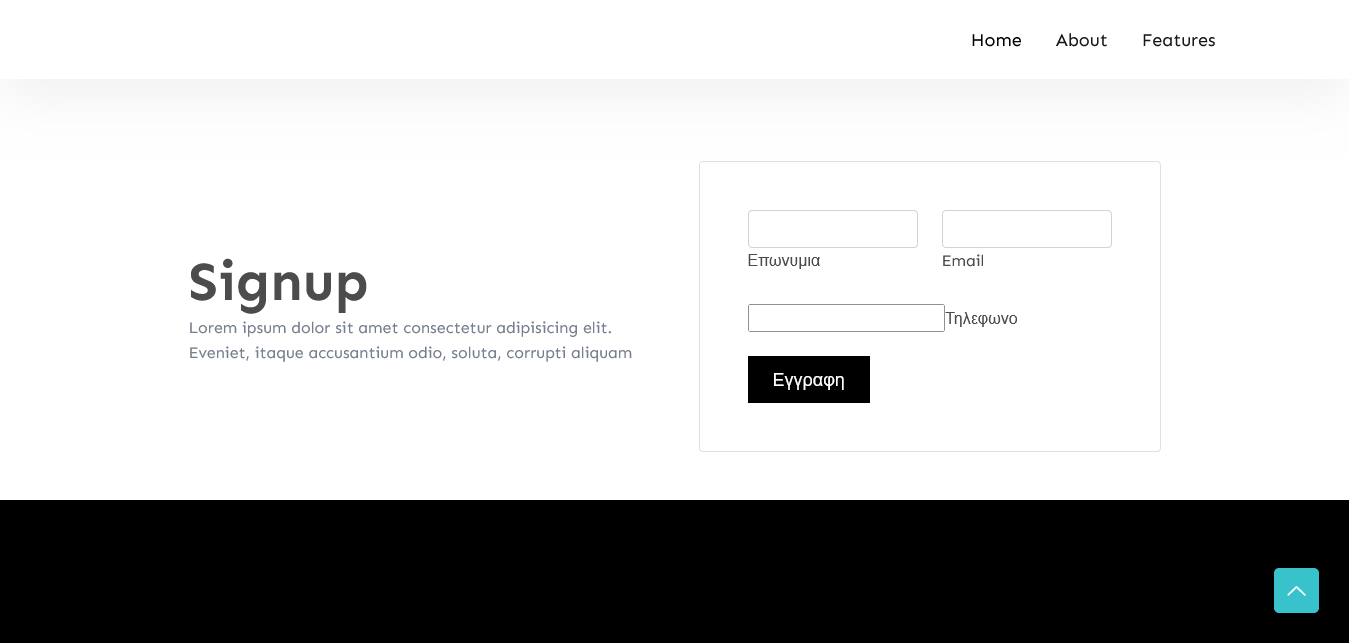 Home About Features
Επωνυμια Email
Signup
Lorem ipsum dolor sit amet consectetur adipisicing elit.
Eveniet, itaque accusantium odio, soluta, corrupti aliquam
Τηλεφωνο
Εγγραφη